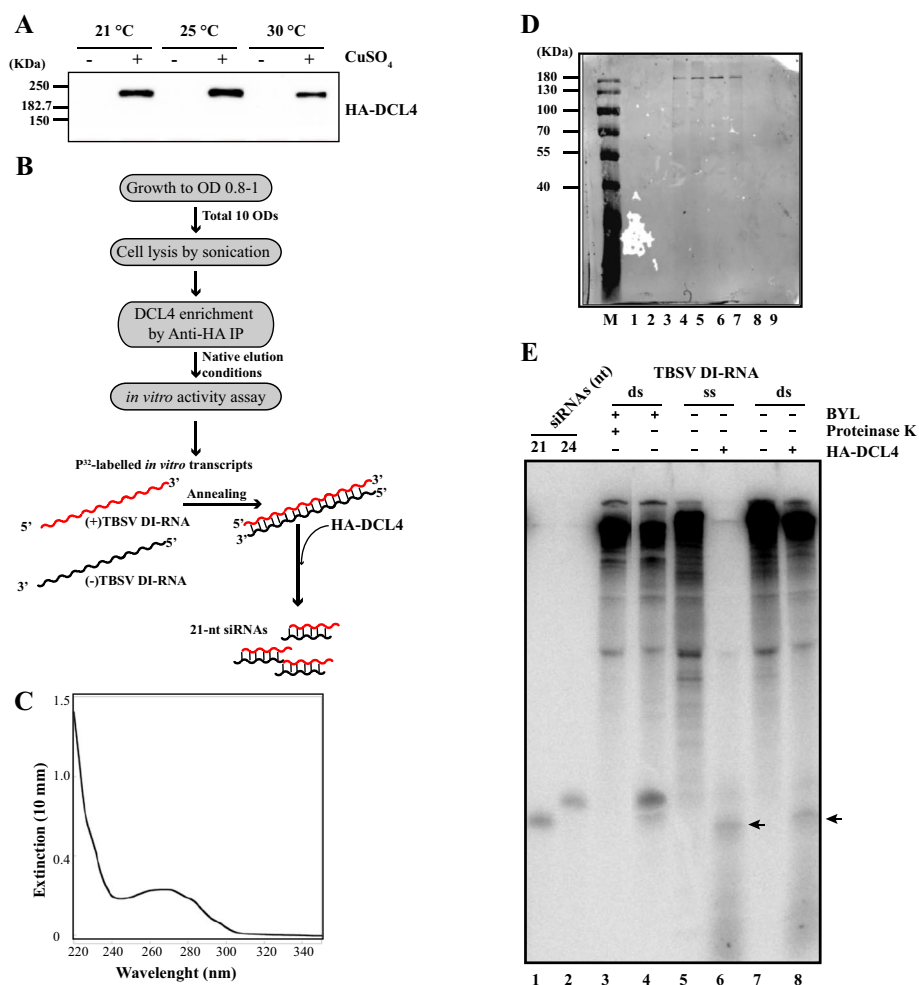 A
21 °C 25 °C 30 °C
(KDa) - + - + - + CuSO4
250
182.7
150
HA-DCL4
B
Growth to OD 0.8-1
Total 10 ODs
Cell lysis by sonication
DCL4 enrichment
by Anti-HA IP
Native elution
conditions
in vitro activity assay
P32-labelled in vitro transcripts
3’
5’
(+)TBSV DI-RNA
Annealing
3’
5’
5’
3’
5’
3’
(-)TBSV DI-RNA
HA-DCL4
21-nt siRNAs
C
1.5
1.0
0.4
0
Extinction (10 mm)
220 240 260 280 300 320 340
Wavelenght (nm)
D
(KDa)
180
130
100
70
55
40
M 1 2 3 4 5 6 7 8 9
E
siRNAs (nt)
TBSV DI-RNA
ds ss ds
BYL + + - - - -
Proteinase K + - - - - -
HA-DCL4 - + - +
21 24
1 2 3 4 5 6 7 8